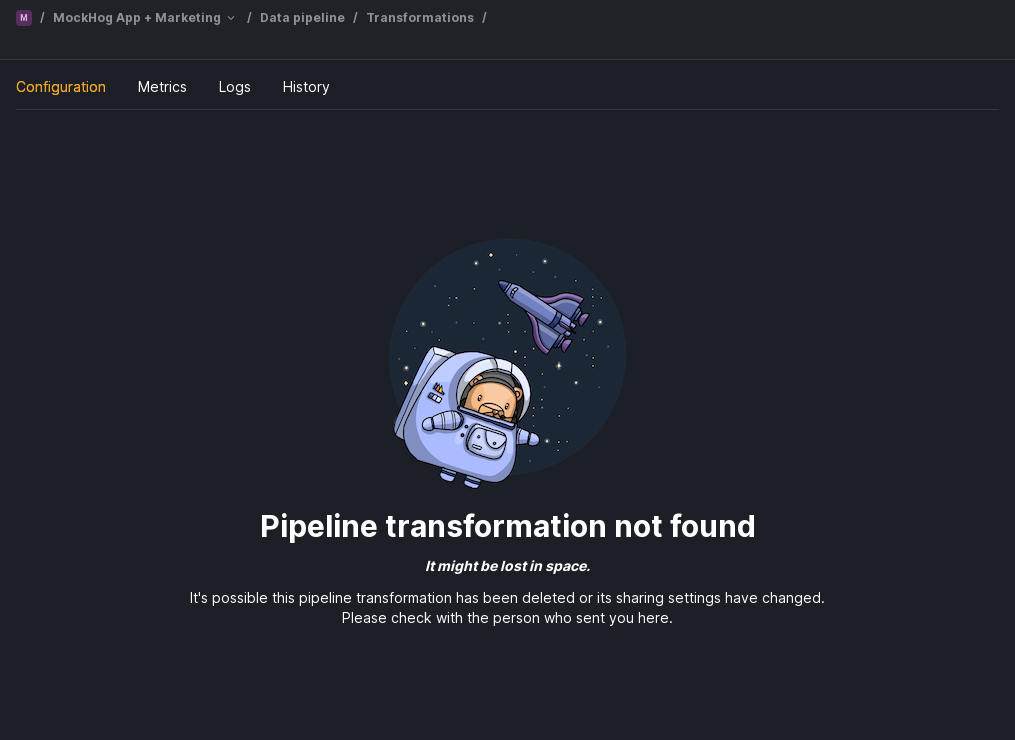 M / MockHog App + Marketing / Data pipeline / Transformations /
Configuration Metrics Logs History
Pipeline transformation not found
It might be lost in space.
It's possible this pipeline transformation has been deleted or its sharing settings have changed.
Please check with the person who sent you here.